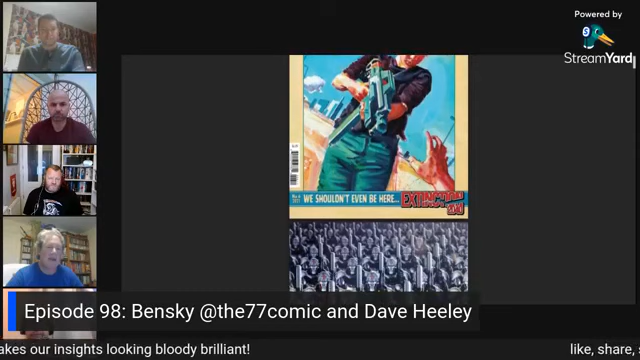 Powered by
StreamYard
WE SHOULDN'T EVEN BE HERE...
Episode 98: Bensky @the77comic and Dave Heeley
akes our insights looking bloody brilliant!
like, share,